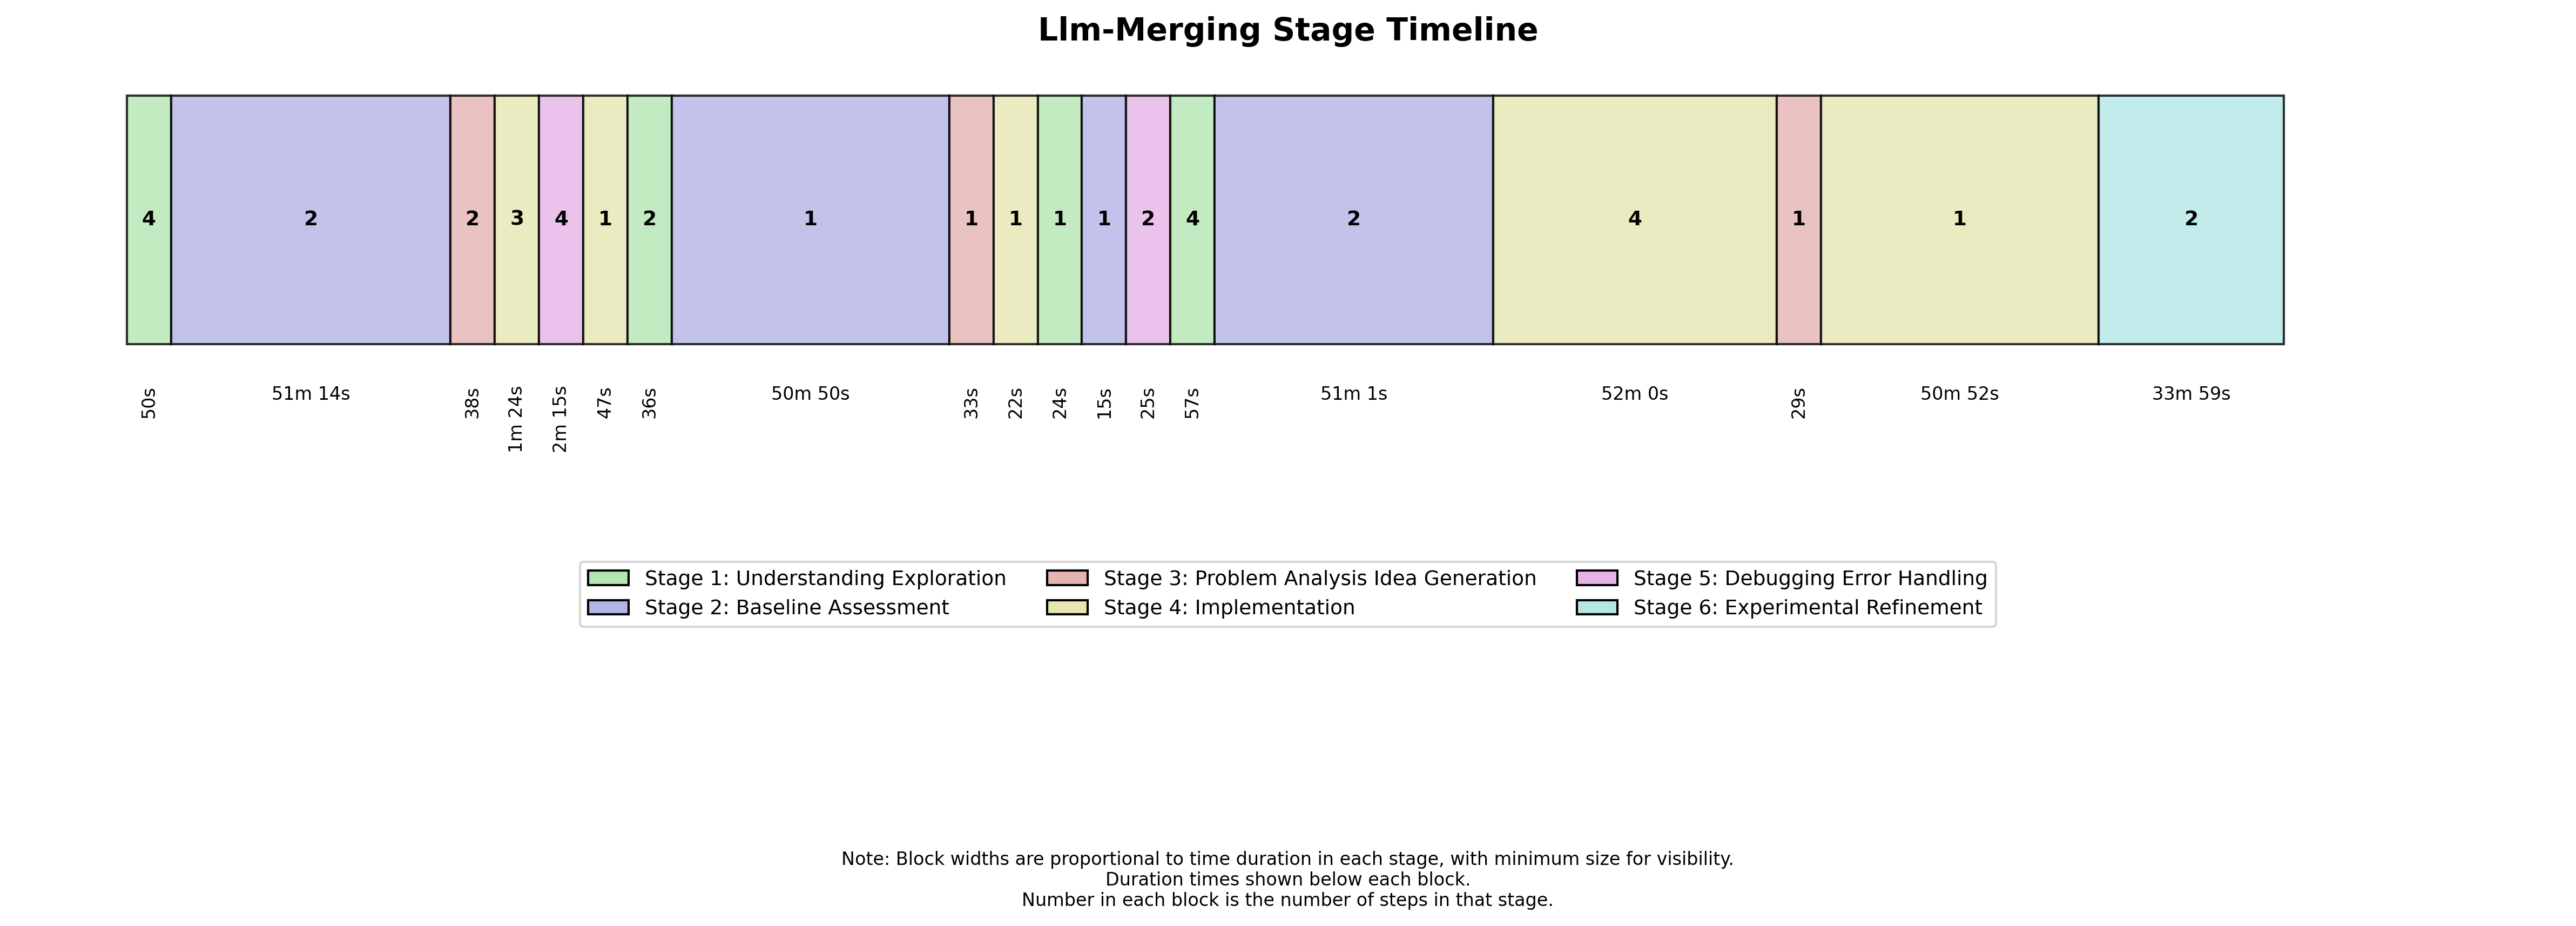 Llm-Merging Stage Timeline
4 2 2 3 4 1 2 1 1 1 1 1 2 4 2 4 1 1 2
50s 51m 14s 38s 1m 24s 2m 15s 47s 36s 50m 50s 33s 22s 24s 15s 25s 57s 51m 1s 52m 0s 29s 50m 52s 33m 59s
Stage 1: Understanding Exploration Stage 3: Problem Analysis Idea Generation Stage 5: Debugging Error Handling
Stage 2: Baseline Assessment Stage 4: Implementation Stage 6: Experimental Refinement
Note: Block widths are proportional to time duration in each stage, with minimum size for visibility.
Duration times shown below each block.
Number in each block is the number of steps in that stage.